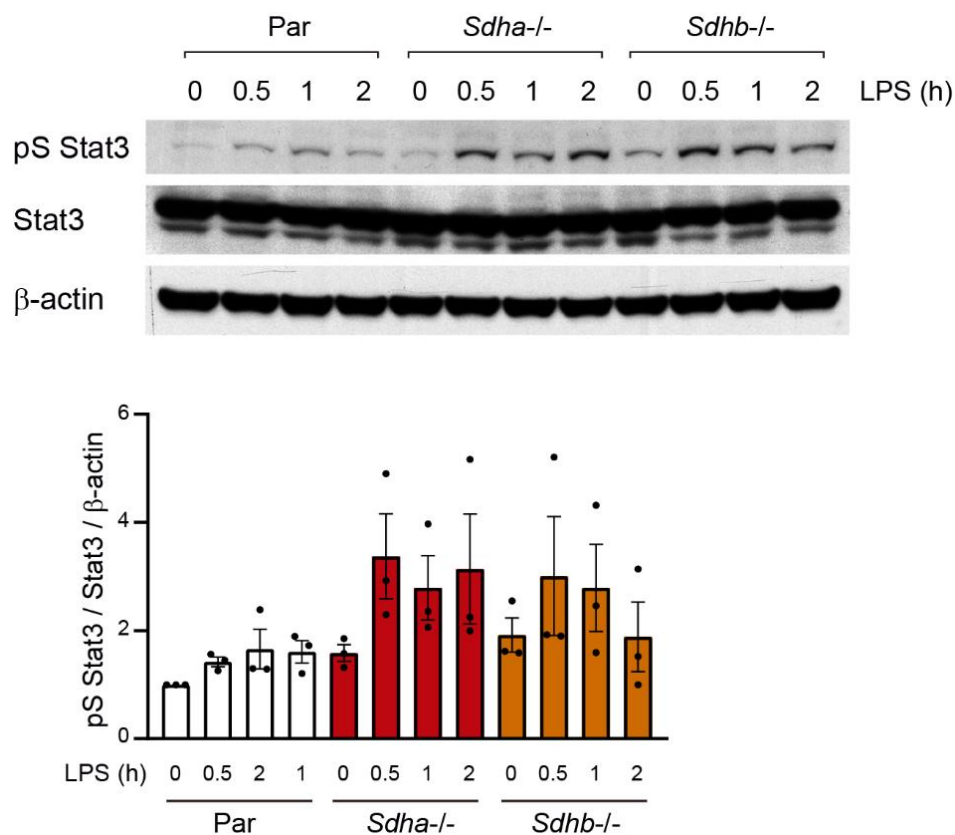 Par Sdha-/- Sdhb-/-
0 0.5 1 2 0 0.5 1 2 0 0.5 1 2 LPS (h)
pS Stat3
Stat3
β-actin
pS Stat3 / Stat3 / β-actin
6
4
2
0
LPS (h) 0 0.5 2 1 0 0.5 1 2 0 0.5 1 2
Par Sdha-/- Sdhb-/-